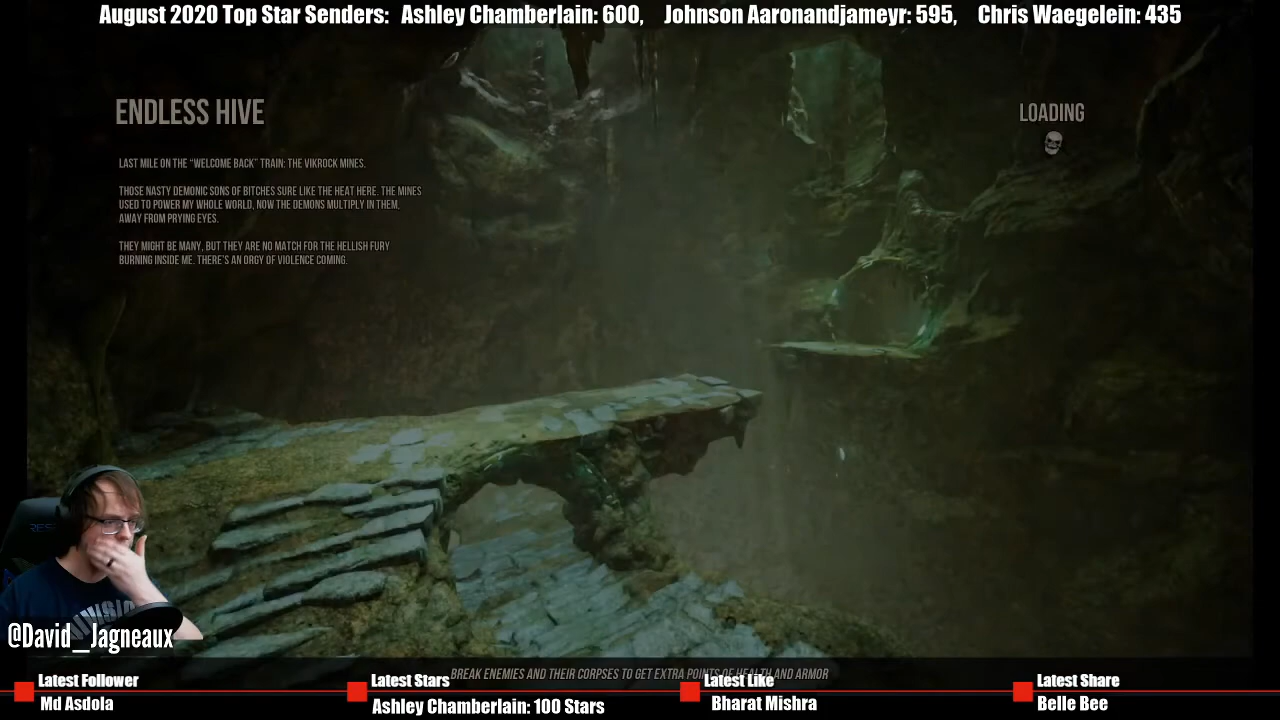 August 2020 Top Star Senders: Ashley Chamberlain: 600, Johnson Aaronandjameyr: 595, Chris Waegelein: 435
ENDLESS HIVE
LOADING
LAST MILE ON THE "WELCOME BACK" TRAIN: THE VIKROCK MINES.
THOSE NASTY DEMONIC SONS OF BITCHES SURE LIKE THE HEAT HERE. THE MINES
USED TO POWER MY WHOLE WORLD, NOW THE DEMONS MULTIPLY IN THEM,
AWAY FROM PRYING EYES.
THEY MIGHT BE MANY, BUT THEY ARE NO MATCH FOR THE HELLISH FURY
BURNING INSIDE ME. THERE'S AN ORGY OF VIOLENCE COMING.
@David_Jagneaux
BREAK ENEMIES AND THEIR CORPSES TO GET EXTRA POINTS OF HEALTH AND ARMOR
Latest Follower
Md Asdola
Latest Stars
Ashley Chamberlain: 100 Stars
Latest Like
Bharat Mishra
Latest Share
Belle Bee